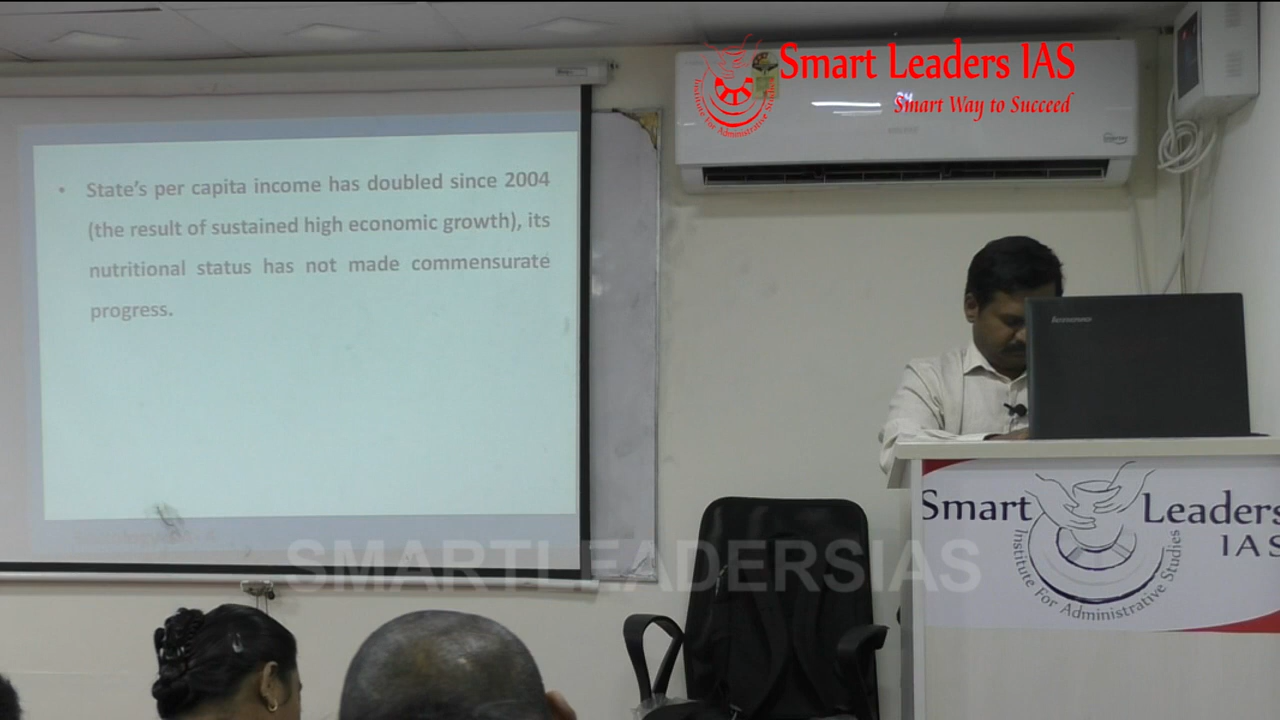 Smart Leaders IAS
Smart Way to Succeed
Institute For Administrative Studies
• State's per capita income has doubled since 2004
(the result of sustained high economic growth), its
nutritional status has not made commensurate
progress.
lenovo
Smart Leaders
IAS
Institute For Administrative Studies
SMARTLEADERSIAS